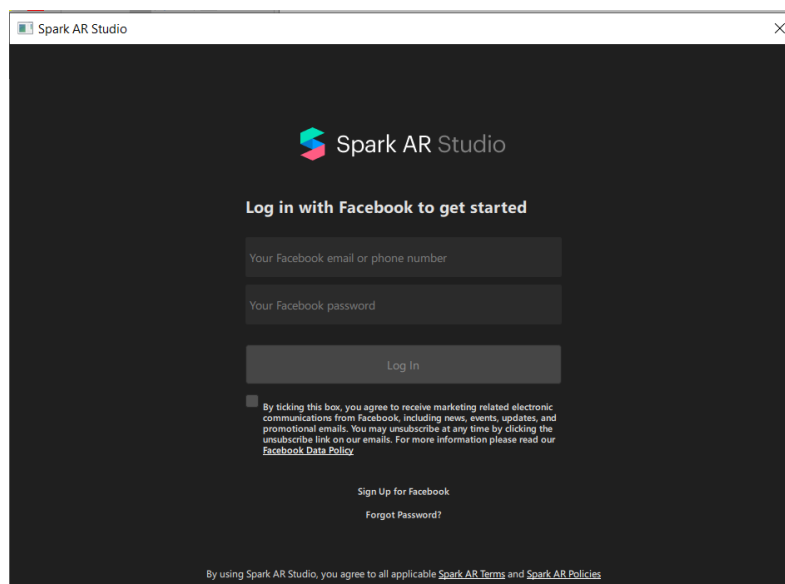 Spark AR Studio
Spark AR Studio
Log in with Facebook to get started
Your Facebook email or phone number
Your Facebook password
Log In
By ticking this box, you agree to receive marketing related electronic
communications from Facebook, including news, events, updates, and
promotional emails. You may unsubscribe at any time by clicking the
unsubscribe link on our emails. For more information please read our
Facebook Data Policy
Sign Up for Facebook
Forgot Password?
By using Spark AR Studio, you agree to all applicable Spark AR Terms and Spark AR Policies